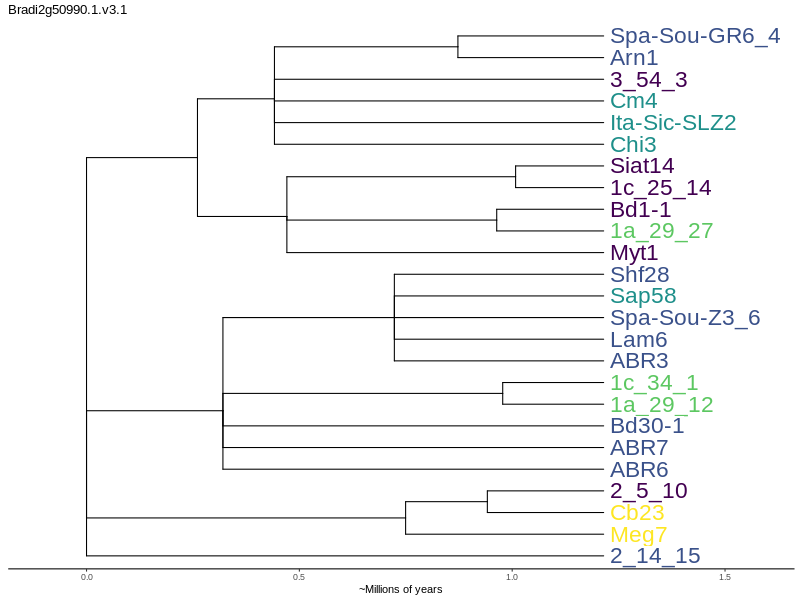 Bradi2g50990.1.v3.1
Spa-Sou-GR6_4
Arn1
3_54_3
Cm4
Ita-Sic-SLZ2
Chi3
Siat14
1c_25_14
Bd1-1
1a_29_27
Myt1
Shf28
Sap58
Spa-Sou-Z3_6
Lam6
ABR3
1c_34_1
1a_29_12
Bd30-1
ABR7
ABR6
2_5_10
Cb23
Meg7
2_14_15
0.0 0.5 1.0 1.5
~Millions of years